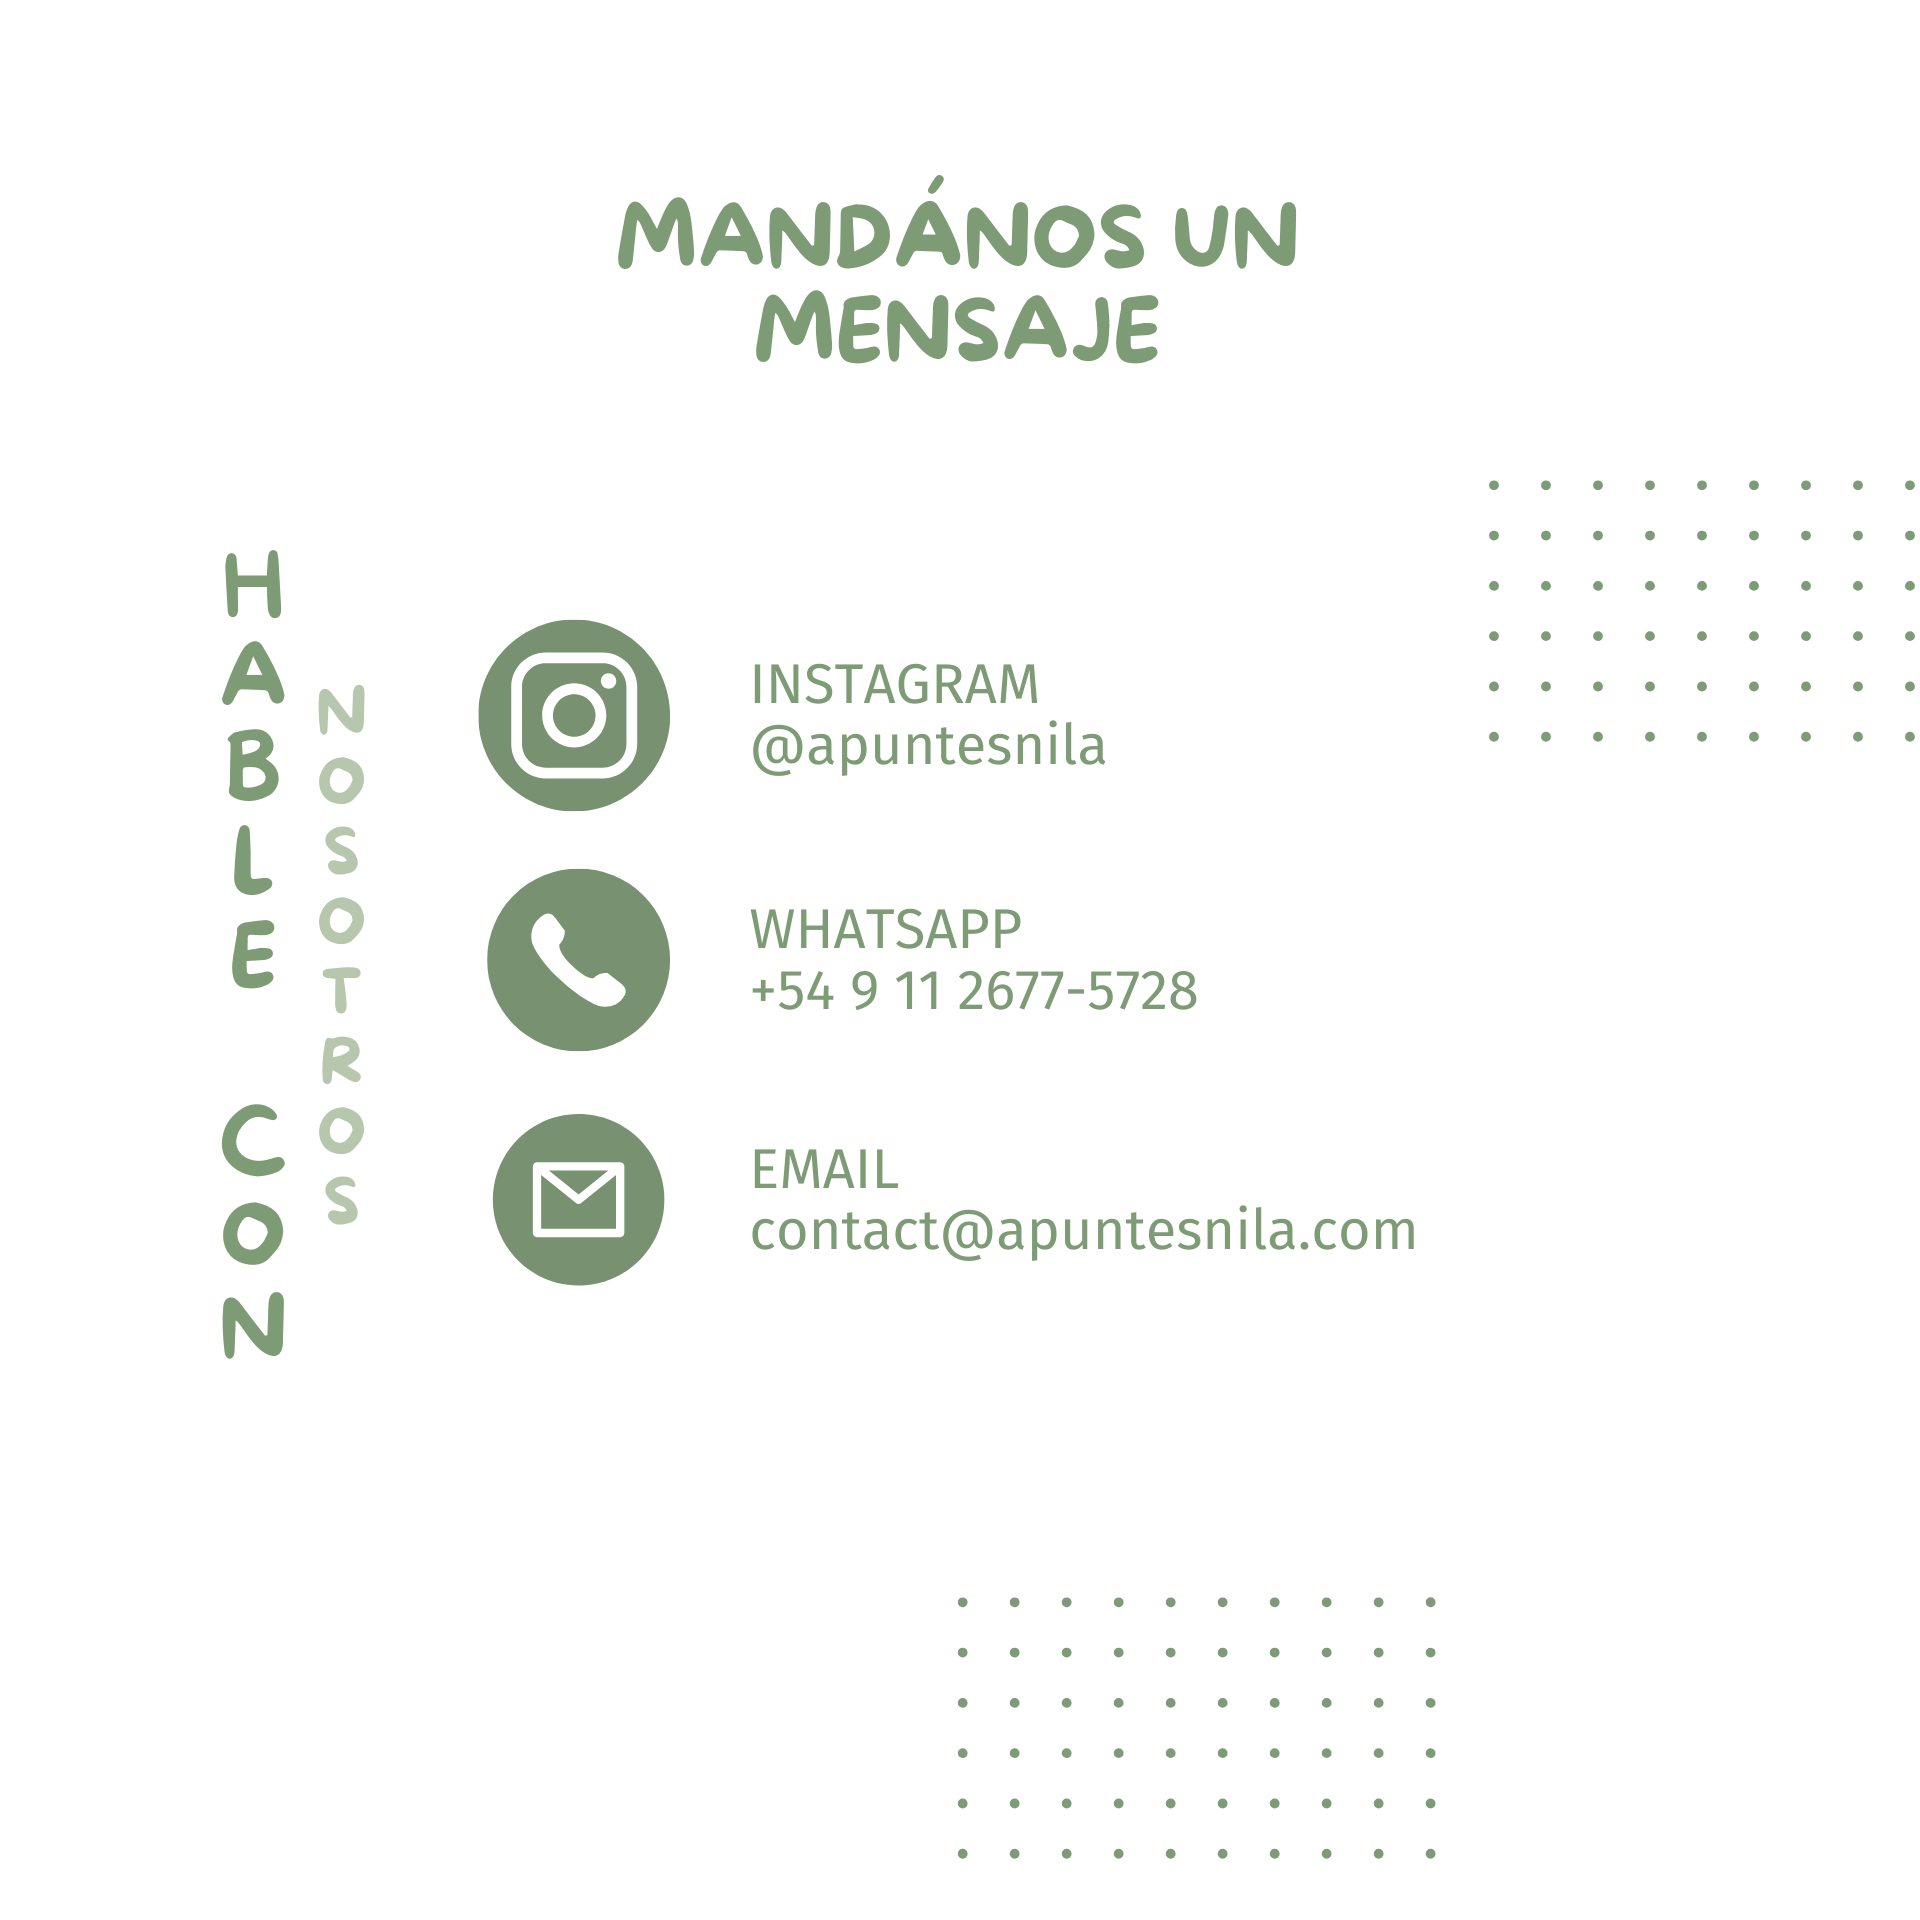 MANDÁNOS UN
MENSAJE
HABLE CON
NOSOTROS
INSTAGRAM
@apuntesnila
WHATSAPP
+54 9 11 2677-5728
EMAIL
contact@apuntesnila.com